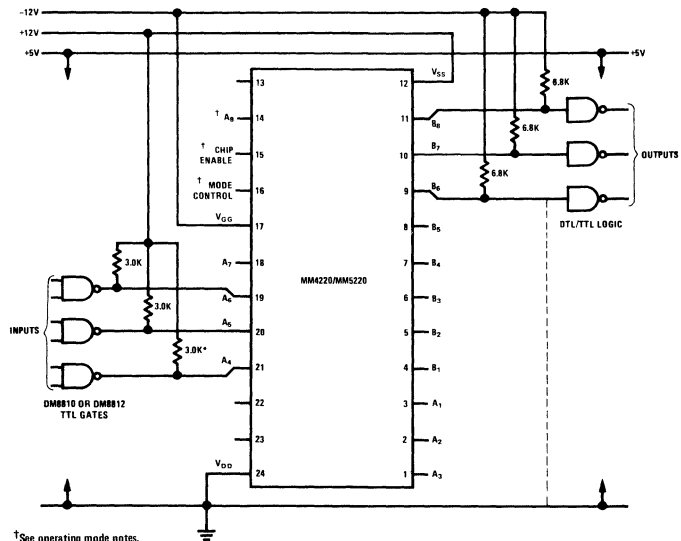 -12V
+12V
+5V
+5V
13
14
15
16
17
18
19
20
21
22
23
24
12
11
10
9
8
7
6
5
4
3
2
1
† A8
† CHIP ENABLE
† MODE CONTROL
VGG
A7
A6
A5
A4
VDD
VSS
B8
B7
B6
B5
B4
B3
B2
B1
A1
A2
A3
MM4220/MM5220
6.8K
6.8K
6.8K
3.0K
3.0K
3.0K*
INPUTS
OUTPUTS
DTL/TTL LOGIC
DM8810 OR DM8812
TTL GATES
†See operating mode notes.